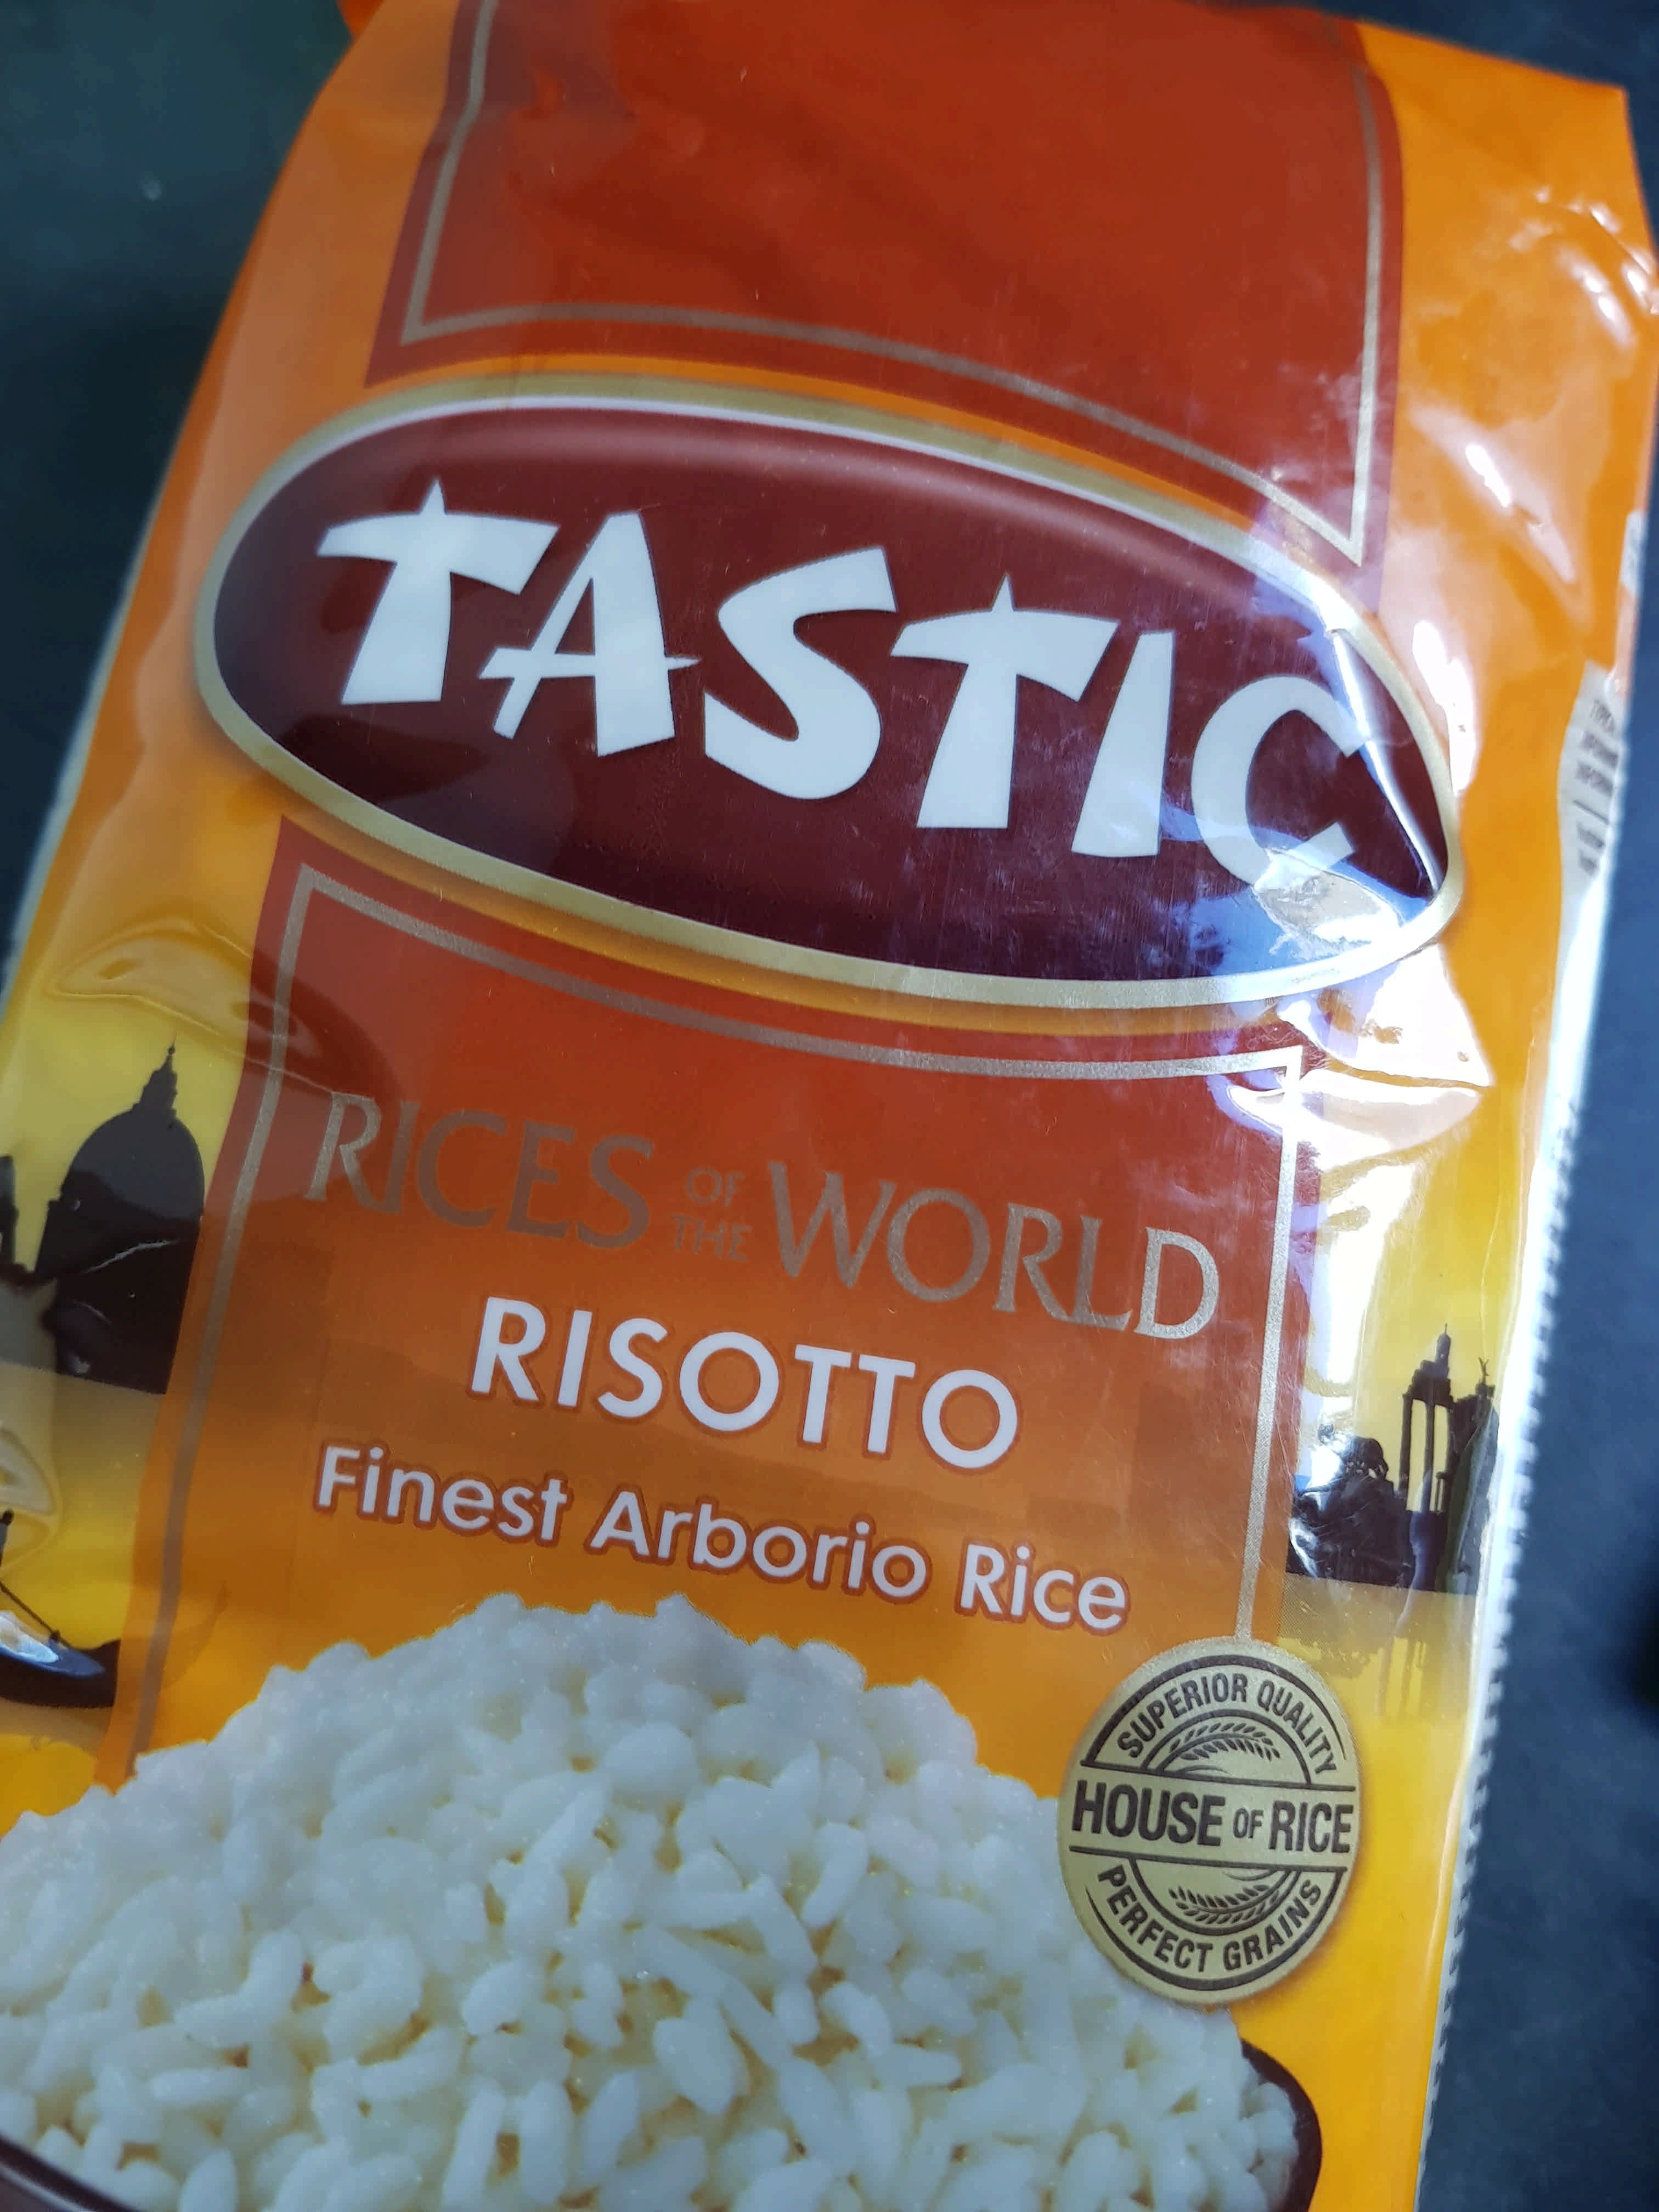 TASTIC
RICES OF THE WORLD
RISOTTO
Finest Arborio Rice
SUPERIOR QUALITY
HOUSE OF RICE
PERFECT GRAINS